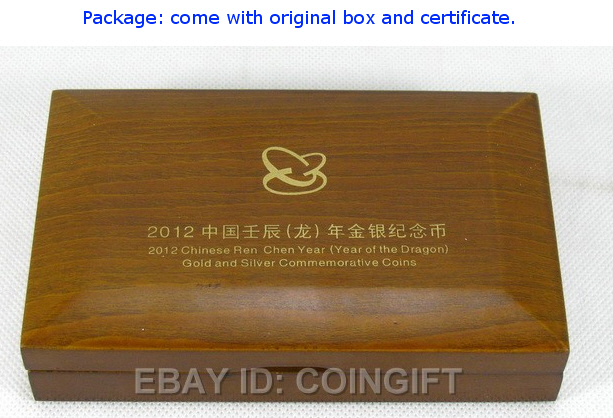 Package: come with original box and certificate.
2012 中国壬辰(龙)年金银纪念币
2012 Chinese Ren Chen Year (Year of the Dragon)
Gold and Silver Commemorative Coins
EBAY ID: COINGIFT